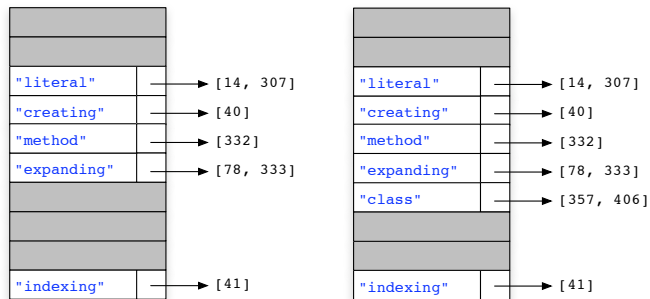 "literal" [14, 307]
"creating" [40]
"method" [332]
"expanding" [78, 333]
"indexing" [41]
"literal" [14, 307]
"creating" [40]
"method" [332]
"expanding" [78, 333]
"class" [357, 406]
"indexing" [41]